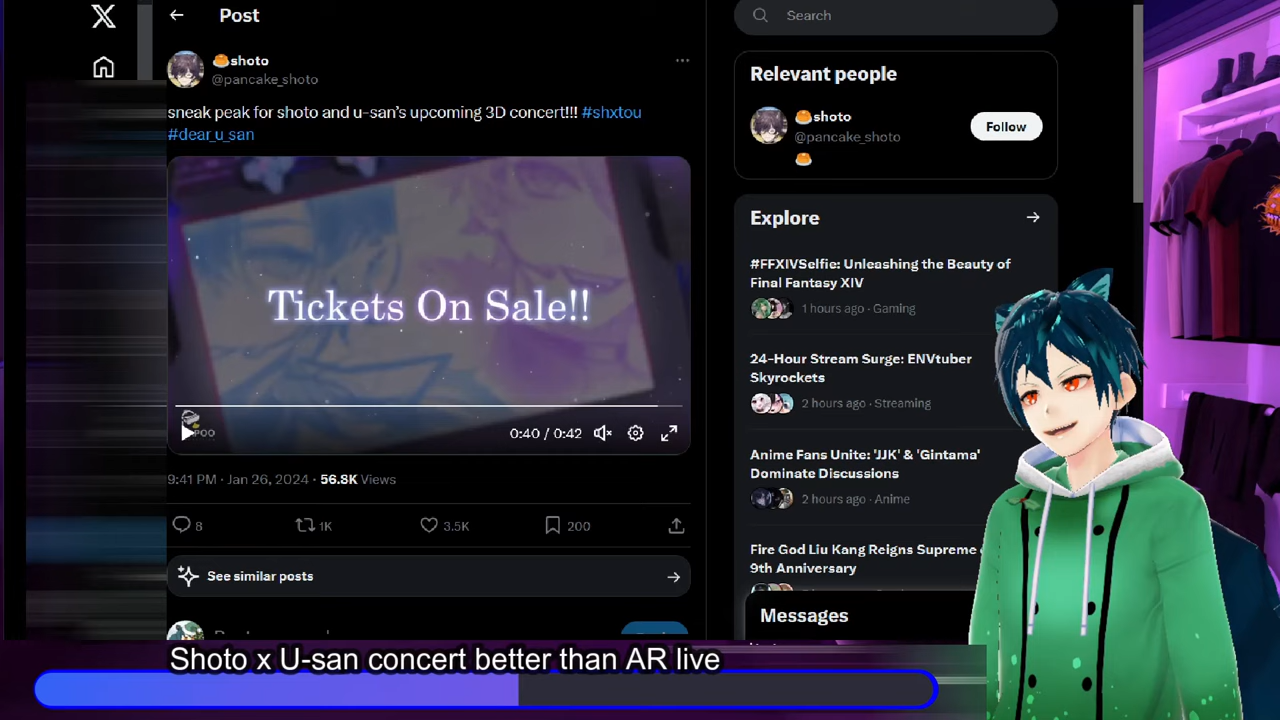 Post
Search
shoto
@pancake_shoto
sneak peak for shoto and u-san's upcoming 3D concert!!! #shxtou
#dear_u_san
Tickets On Sale!!
0:40 / 0:42
9:41 PM · Jan 26, 2024 · 56.8K Views
8
1K
3.5K
200
See similar posts
Relevant people
shoto
@pancake_shoto
Follow
Explore
#FFXIVSelfie: Unleashing the Beauty of
Final Fantasy XIV
1 hours ago · Gaming
24-Hour Stream Surge: ENVtuber
Skyrockets
2 hours ago · Streaming
Anime Fans Unite: 'JJK' & 'Gintama'
Dominate Discussions
2 hours ago · Anime
Fire God Liu Kang Reigns Supreme
9th Anniversary
Messages
Shoto x U-san concert better than AR live